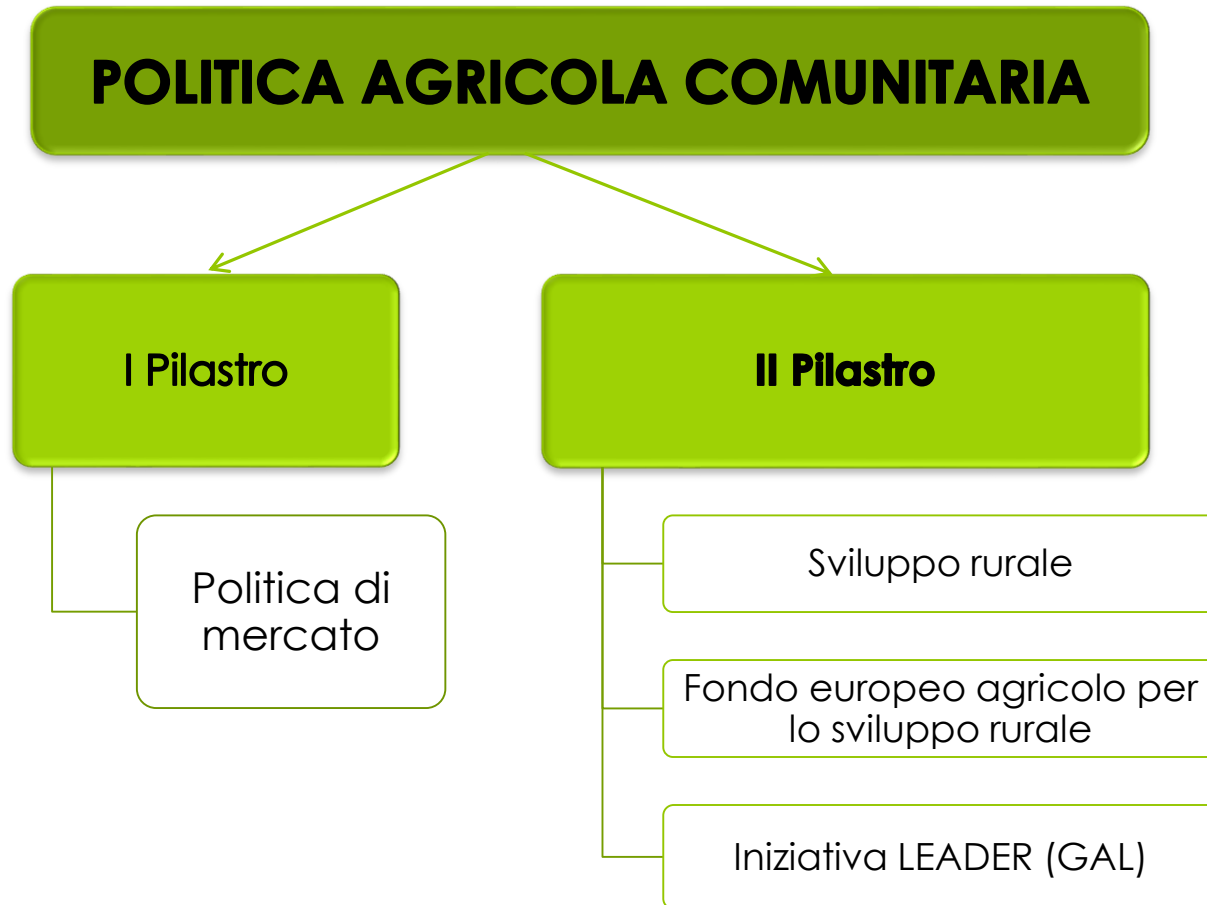 POLITICA AGRICOLA COMUNITARIA
I Pilastro
Politica di
mercato
II Pilastro
Sviluppo rurale
Fondo europeo agricolo per
lo sviluppo rurale
Iniziativa LEADER (GAL)